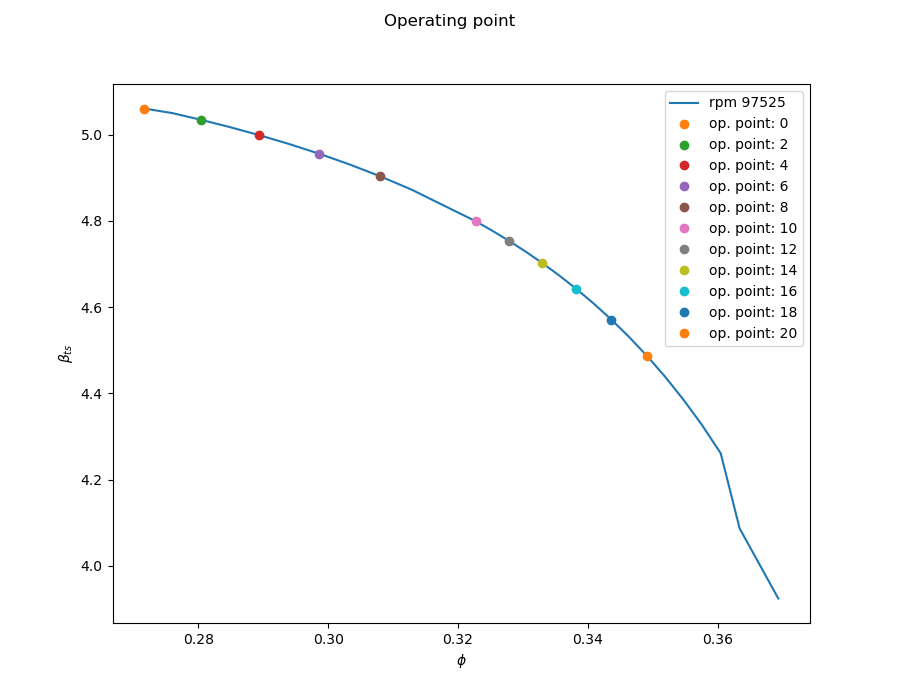 Operating point
rpm 97525
op. point: 0
op. point: 2
op. point: 4
op. point: 6
op. point: 8
op. point: 10
op. point: 12
op. point: 14
op. point: 16
op. point: 18
op. point: 20
5.0
4.8
4.6
4.4
4.2
4.0
βts
0.28 0.30 0.32 0.34 0.36
ϕ